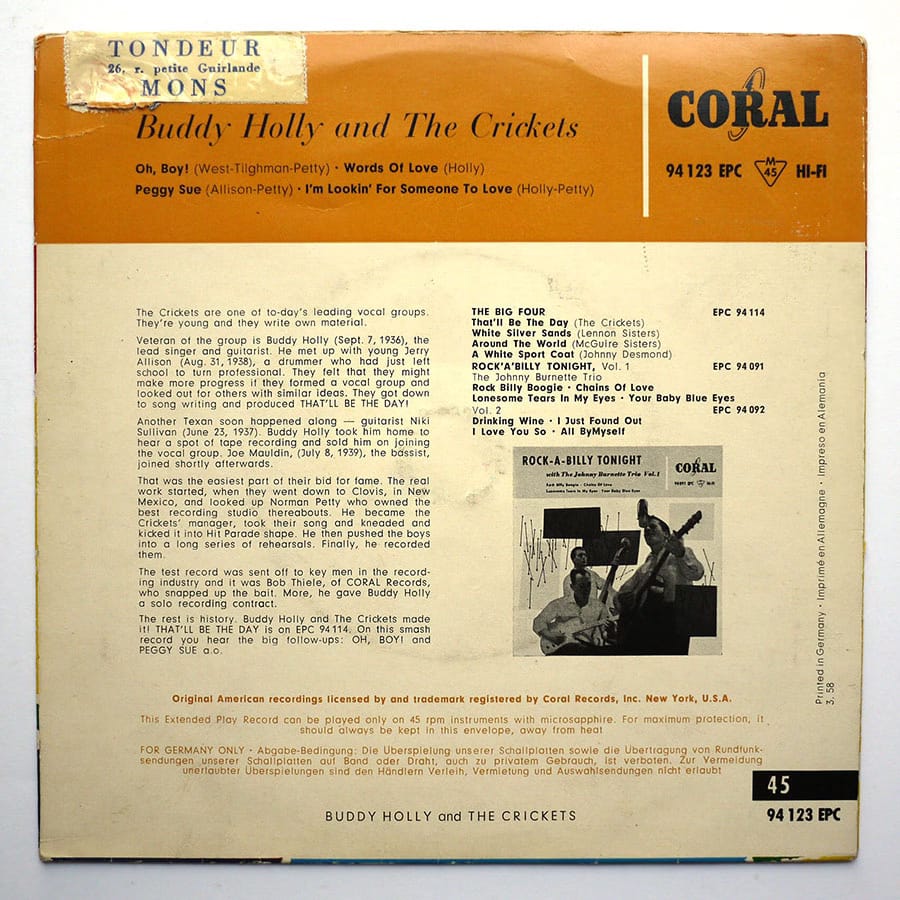 TONDEUR
26, r. petite Guirlande
MONS
Buddy Holly and The Crickets
Oh, Boy! (West-Tilghman-Petty) · Words Of Love (Holly)
Peggy Sue (Allison-Petty) · I'm Lookin' For Someone To Love (Holly-Petty)
CORAL
94 123 EPC M 45 HI-FI
The Crickets are one of to-day's leading vocal groups.
They're young and they write own material.
Veteran of the group is Buddy Holly (Sept. 7, 1936), the
lead singer and guitarist. He met up with young Jerry
Allison (Aug. 31, 1938), a drummer who had just left
school to turn professional. They felt that they might
make more progress if they formed a vocal group and
looked out for others with similar ideas. They got down
to song writing and produced THAT'LL BE THE DAY!
Another Texan soon happened along — guitarist Niki
Sullivan (June 23, 1937). Buddy Holly took him home to
hear a spot of tape recording and sold him on joining
the vocal group. Joe Mauldin, (July 8, 1939), the bassist,
joined shortly afterwards.
That was the easiest part of their bid for fame. The real
work started, when they went down to Clovis, in New
Mexico, and looked up Norman Petty who owned the
best recording studio thereabouts. He became the
Crickets' manager, took their song and kneaded and
kicked it into Hit Parade shape. He then pushed the boys
into a long series of rehearsals. Finally, he recorded
them.
The test record was sent off to key men in the record-
ing industry and it was Bob Thiele, of CORAL Records,
who snapped up the bait. More, he gave Buddy Holly
a solo recording contract.
The rest is history. Buddy Holly and The Crickets made
it! THAT'LL BE THE DAY is on EPC 94114. On this smash
record you hear the big follow-ups: OH, BOY! and
PEGGY SUE a.o.
THE BIG FOUR EPC 94 114
That'll Be The Day (The Crickets)
White Silver Sands (Lennon Sisters)
Around The World (McGuire Sisters)
A White Sport Coat (Johnny Desmond)
ROCK'A'BILLY TONIGHT, Vol. 1 EPC 94 091
The Johnny Burnette Trio
Rock Billy Boogie · Chains Of Love
Lonesome Tears In My Eyes · Your Baby Blue Eyes
Vol. 2 EPC 94 092
Drinking Wine · I Just Found Out
I Love You So · All ByMyself
ROCK-A-BILLY TONIGHT
with The Johnny Burnette Trio Vol.1
Rock Billy Boogie · Chains Of Love
Lonesome Tears In My Eyes · Your Baby Blue Eyes
CORAL
94091 EPC HI-FI
Printed in Germany · Imprimé en Allemagne · Impreso en Alemania
3. 58
Original American recordings licensed by and trademark registered by Coral Records, Inc. New York, U.S.A.
This Extended Play Record can be played only on 45 rpm instruments with microsapphire. For maximum protection, it
should always be kept in this envelope, away from heat
FOR GERMANY ONLY · Abgabe-Bedingung: Die Überspielung unserer Schallplatten sowie die Übertragung von Rundfunk-
sendungen unserer Schallplatten auf Band oder Draht, auch zu privatem Gebrauch, ist verboten. Zur Vermeidung
unerlaubter Überspielungen sind den Händlern Verleih, Vermietung und Auswahlsendungen nicht erlaubt
45
94 123 EPC
BUDDY HOLLY and THE CRICKETS